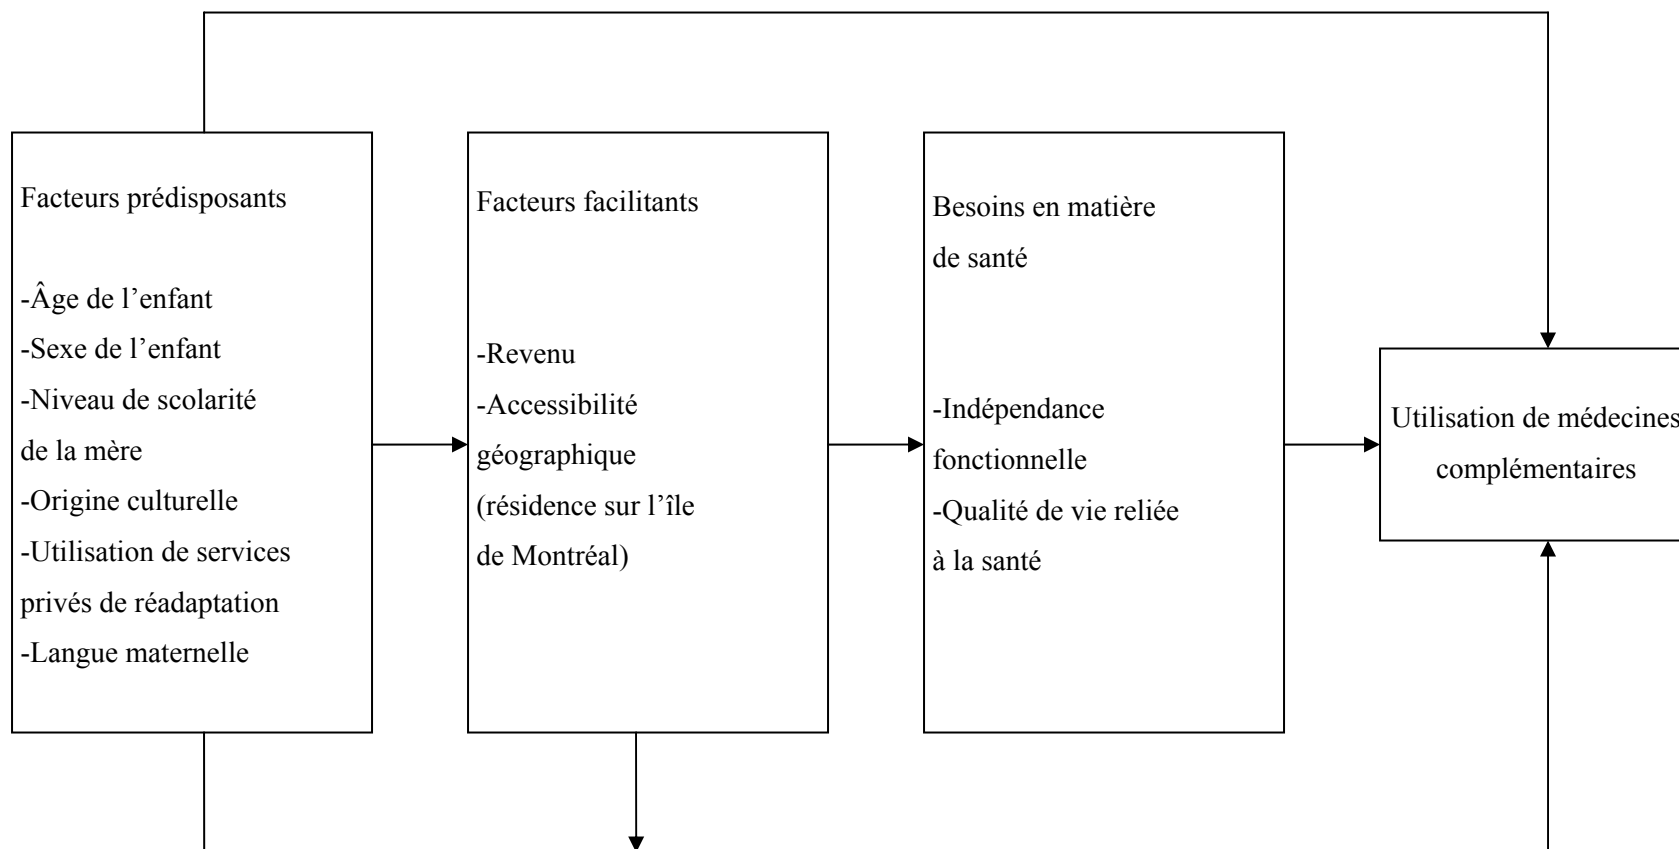 Facteurs prédisposants
-Âge de l’enfant
-Sexe de l’enfant
-Niveau de scolarité
de la mère
-Origine culturelle
-Utilisation de services
privés de réadaptation
-Langue maternelle
Facteurs facilitants
-Revenu
-Accessibilité
géographique
(résidence sur l’île
de Montréal)
Besoins en matière
de santé
-Indépendance
fonctionnelle
-Qualité de vie reliée
à la santé
Utilisation de médecines
complémentaires